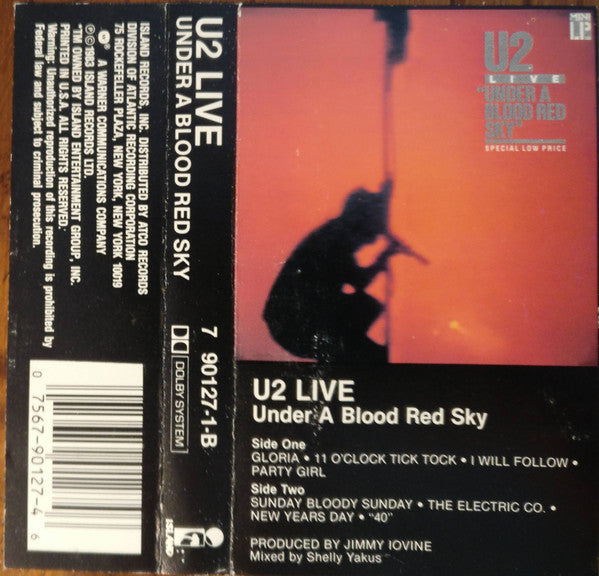 MINI
LP
U2
LIVE
"UNDER A
BLOOD RED
SKY"
SPECIAL LOW PRICE
U2 LIVE
Under A Blood Red Sky
Side One
GLORIA • 11 O'CLOCK TICK TOCK • I WILL FOLLOW •
PARTY GIRL
Side Two
SUNDAY BLOODY SUNDAY • THE ELECTRIC CO. •
NEW YEARS DAY • "40"
PRODUCED BY JIMMY IOVINE
Mixed by Shelly Yakus
U2 LIVE
UNDER A BLOOD RED SKY
7 90127-1-B
DOLBY SYSTEM
ISLAND
ISLAND RECORDS, INC. DISTRIBUTED BY ATCO RECORDS
DIVISION OF ATLANTIC RECORDING CORPORATION
75 ROCKEFELLER PLAZA, NEW YORK, NEW YORK 10019
A WARNER COMMUNICATIONS COMPANY
℗©1983 ISLAND RECORDS LTD.
"TM OWNED BY ISLAND ENTERTAINMENT GROUP, INC.
PRINTED IN U.S.A. ALL RIGHTS RESERVED.
Warning: Unauthorized reproduction of this recording is prohibited by
Federal law and subject to criminal prosecution.
0 7567-90127-4 6